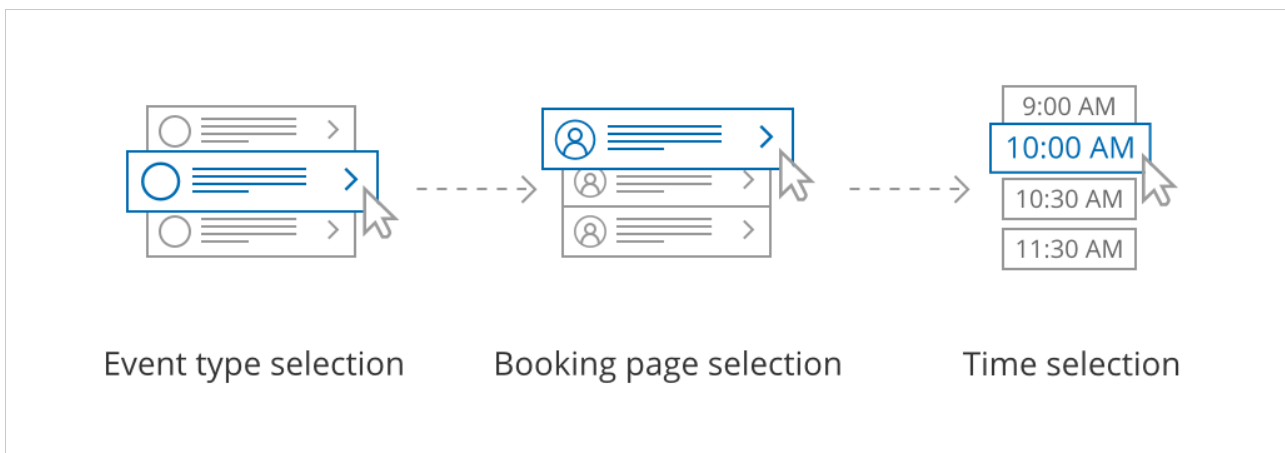 9:00 AM
10:00 AM
10:30 AM
11:30 AM
Event type selection
Booking page selection
Time selection